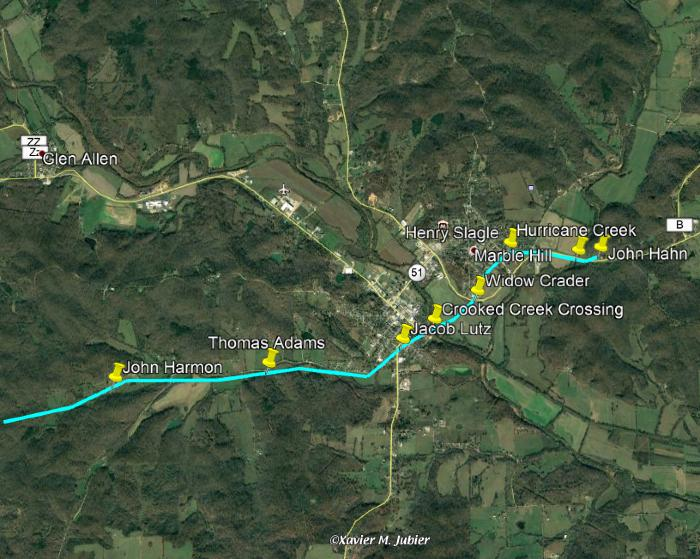 ZZ
Z
Glen Allen
B
Henry Slagle
Hurricane Creek
Marble Hill
John Hahn
51
Widow Crader
Crooked Creek Crossing
Jacob Lutz
Thomas Adams
John Harmon
©Xavier M. Jubier